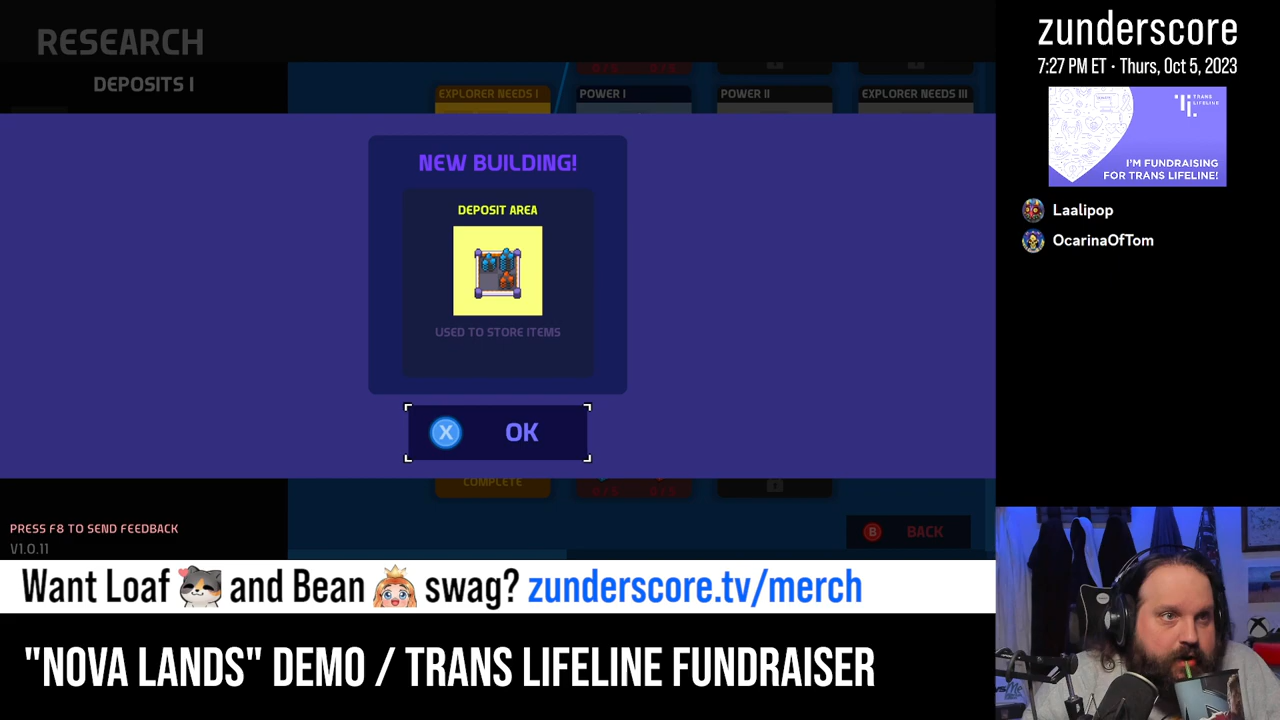 RESEARCH
DEPOSITS I
EXPLORER NEEDS I
POWER I
POWER II
EXPLORER NEEDS III
NEW BUILDING!
DEPOSIT AREA
USED TO STORE ITEMS
X OK
COMPLETE
B BACK
PRESS F8 TO SEND FEEDBACK
V1.0.11
Want Loaf and Bean swag? zunderscore.tv/merch
"NOVA LANDS" DEMO / TRANS LIFELINE FUNDRAISER
zunderscore
7:27 PM ET · Thurs, Oct 5, 2023
TRANS
LIFELINE
I'M FUNDRAISING
FOR TRANS LIFELINE!
Laalipop
OcarinaOfTom